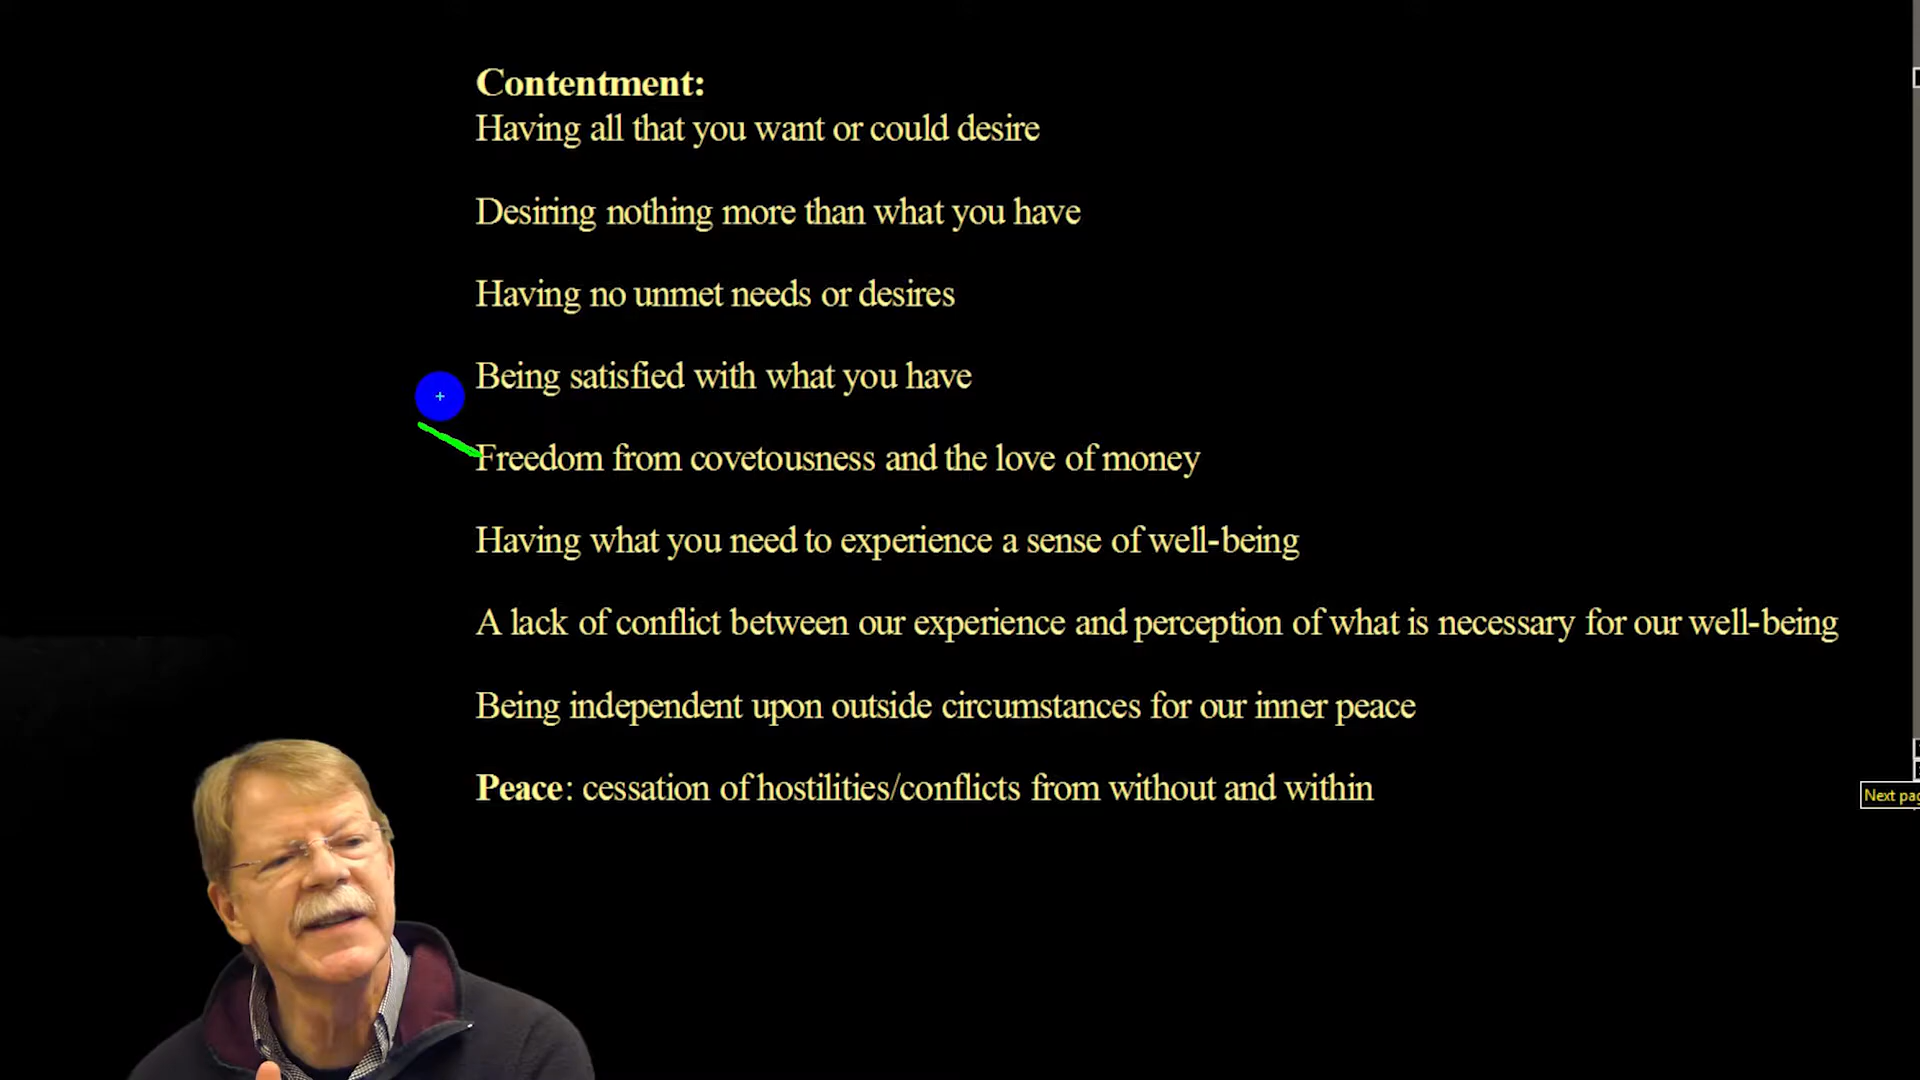 Contentment:
Having all that you want or could desire
Desiring nothing more than what you have
Having no unmet needs or desires
Being satisfied with what you have
Freedom from covetousness and the love of money
Having what you need to experience a sense of well-being
A lack of conflict between our experience and perception of what is necessary for our well-being
Being independent upon outside circumstances for our inner peace
Peace: cessation of hostilities/conflicts from without and within
Next